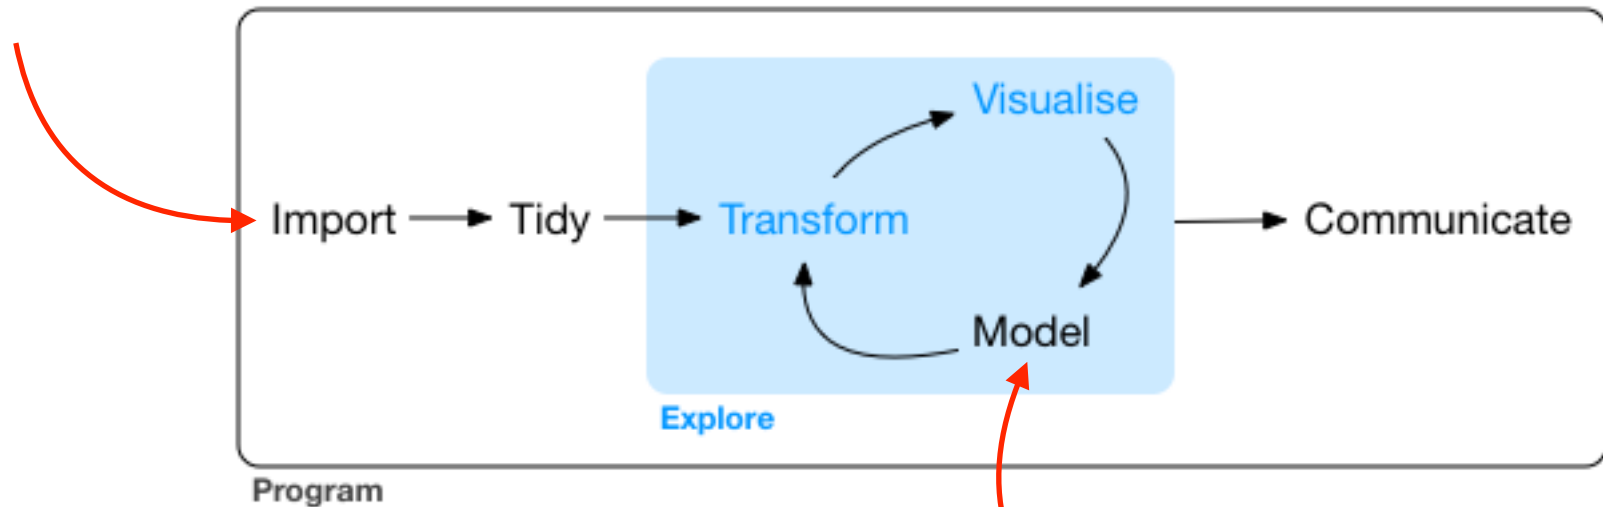 Visualise
Import
Tidy
Transform
Communicate
Model
Explore
Program